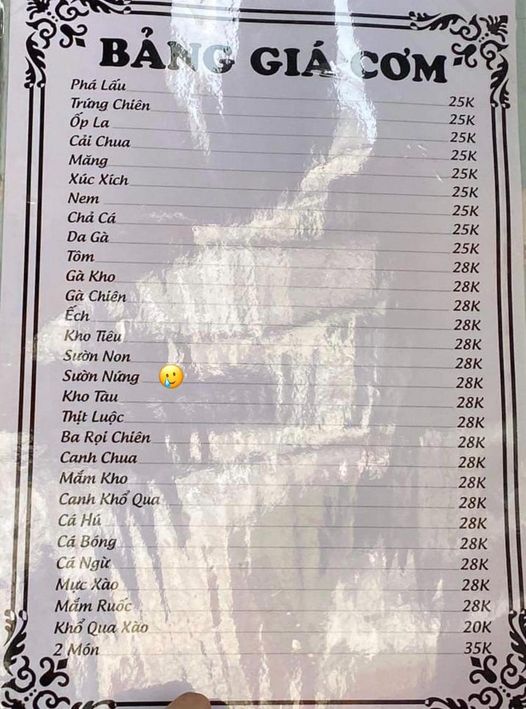 BẢNG GIÁ CƠM
Phá Lấu 25K
Trứng Chiên 25K
Ốp La 25K
Cải Chua 25K
Măng 25K
Xúc Xích 25K
Nem 25K
Chả Cá 25K
Da Gà 25K
Tôm 28K
Gà Kho 28K
Gà Chiên 28K
Ếch 28K
Kho Tiêu 28K
Sườn Non 28K
Sườn Nứng 28K
Kho Tàu 28K
Thịt Luộc 28K
Ba Rọi Chiên 28K
Canh Chua 28K
Mắm Kho 28K
Canh Khổ Qua 28K
Cá Hú 28K
Cá Bóng 28K
Cá Ngừ 28K
Mực Xào 28K
Mắm Ruốc 28K
Khổ Qua Xào 20K
2 Món 35K